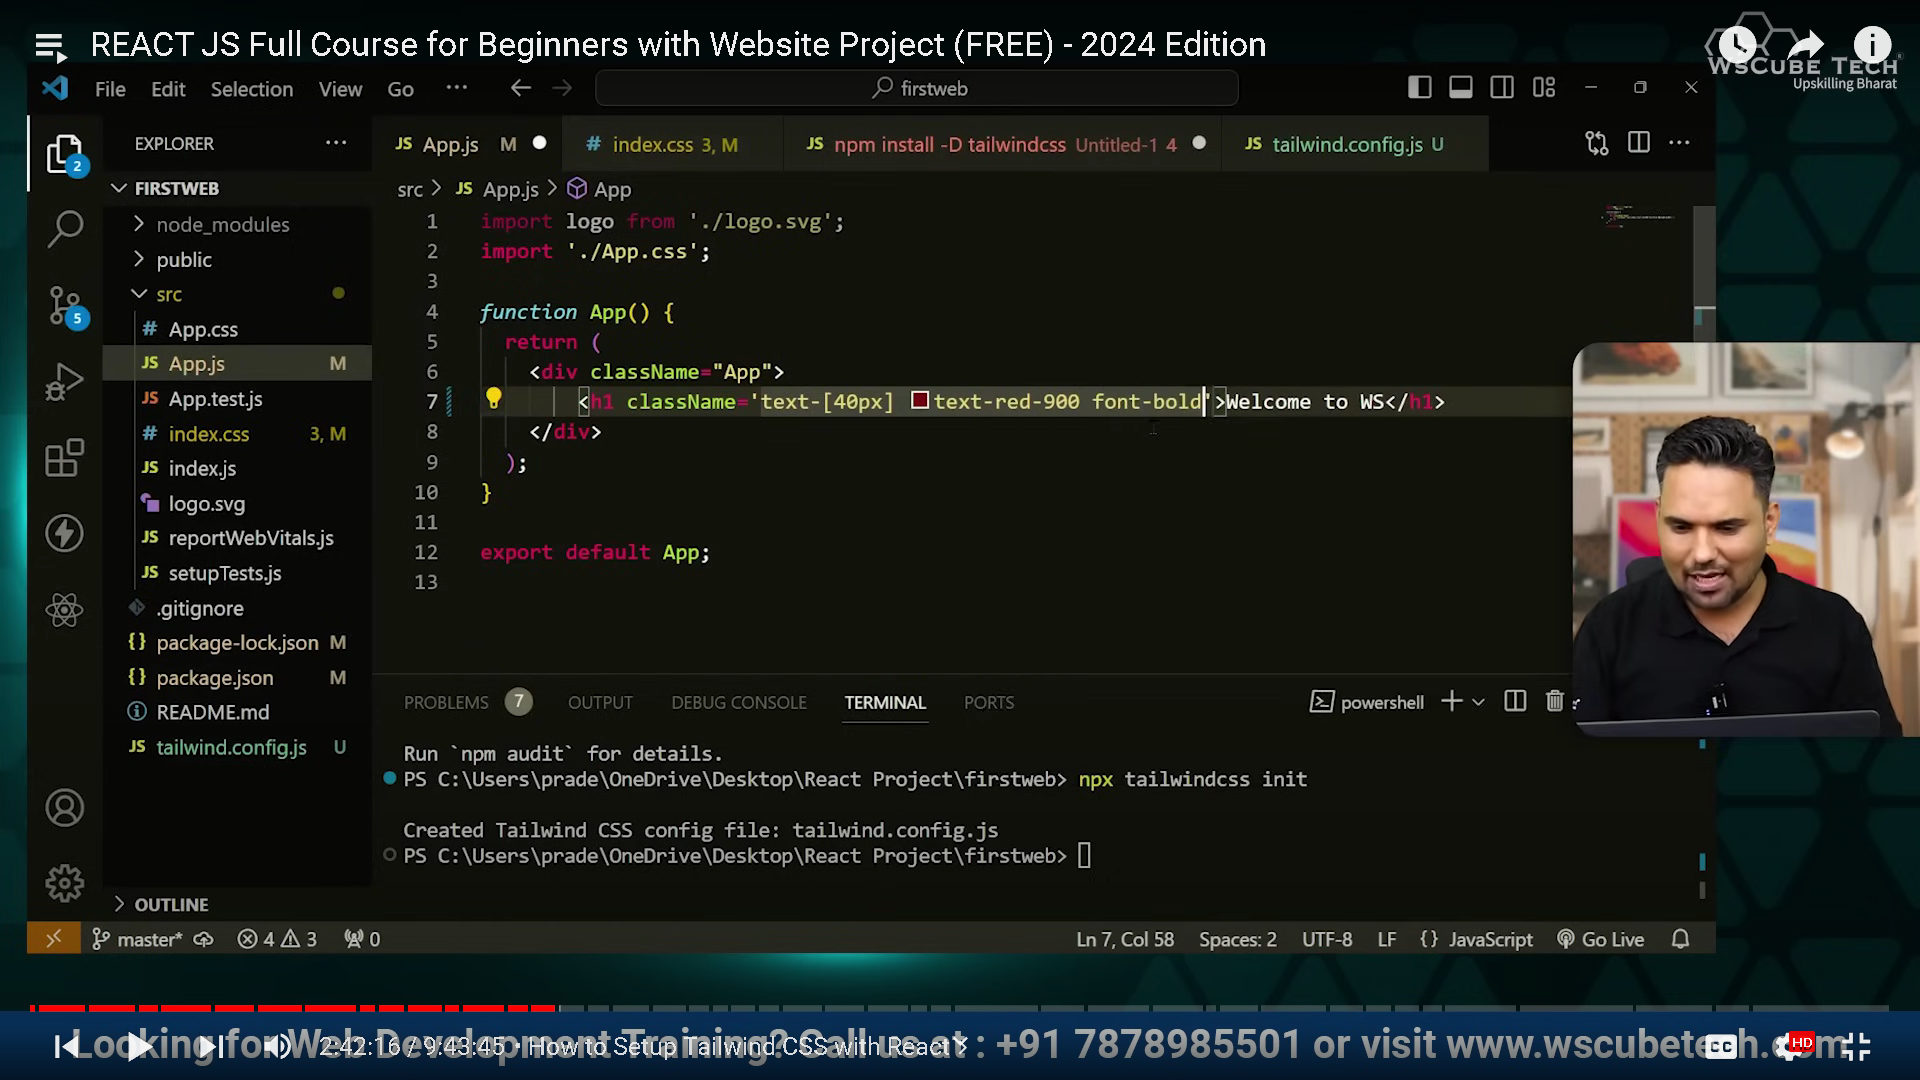 REACT JS Full Course for Beginners with Website Project (FREE) - 2024 Edition
WsCube Tech
Upskilling Bharat
File Edit Selection View Go ··· firstweb
EXPLORER ···
JS App.js M
# index.css 3, M
JS npm install -D tailwindcss Untitled-1 4
JS tailwind.config.js U
2
5
FIRSTWEB
node_modules
public
src
# App.css
JS App.js M
JS App.test.js
# index.css 3, M
JS index.js
logo.svg
JS reportWebVitals.js
JS setupTests.js
.gitignore
{} package-lock.json M
{} package.json M
README.md
JS tailwind.config.js U
OUTLINE
src > JS App.js > App
1 import logo from './logo.svg';
2 import './App.css';
3
4 function App() {
5 return (
6 <div className="App">
7 <h1 className='text-[40px] text-red-900 font-bold'>Welcome to WS</h1>
8 </div>
9 );
10 }
11
12 export default App;
13
PROBLEMS 7 OUTPUT DEBUG CONSOLE TERMINAL PORTS powershell
Run `npm audit` for details.
PS C:\Users\prade\OneDrive\Desktop\React Project\firstweb> npx tailwindcss init
Created Tailwind CSS config file: tailwind.config.js
PS C:\Users\prade\OneDrive\Desktop\React Project\firstweb>
master* 4 3 0 Ln 7, Col 58 Spaces: 2 UTF-8 LF {} JavaScript Go Live
Looking for Web Development Training? Call : +91 7878985501 or visit www.wscubetech.com
2:42:16 / 9:43:45 • How to Setup Tailwind CSS with React >
CC HD